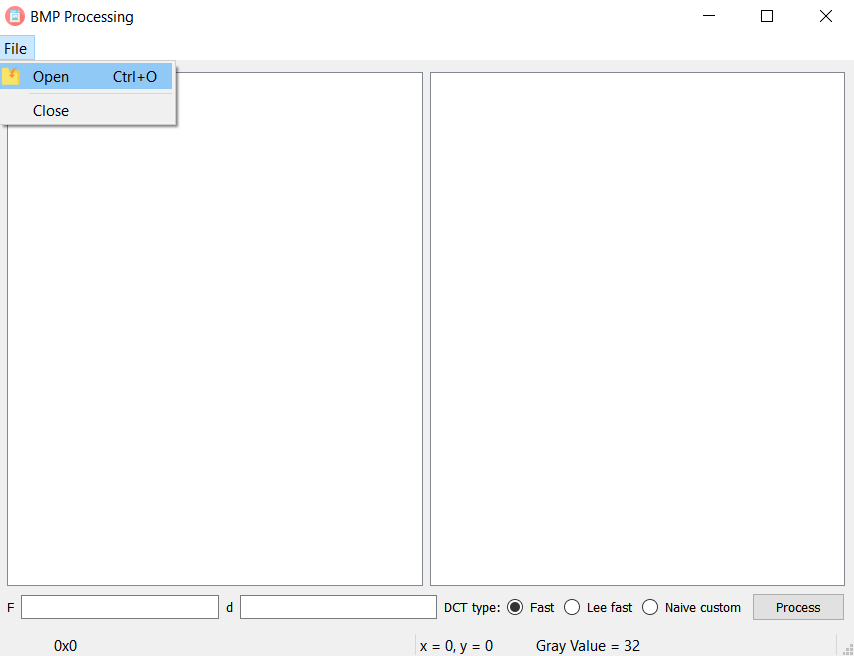 BMP Processing
File
Open Ctrl+O
Close
F d DCT type: Fast Lee fast Naive custom Process
0x0 x = 0, y = 0 Gray Value = 32